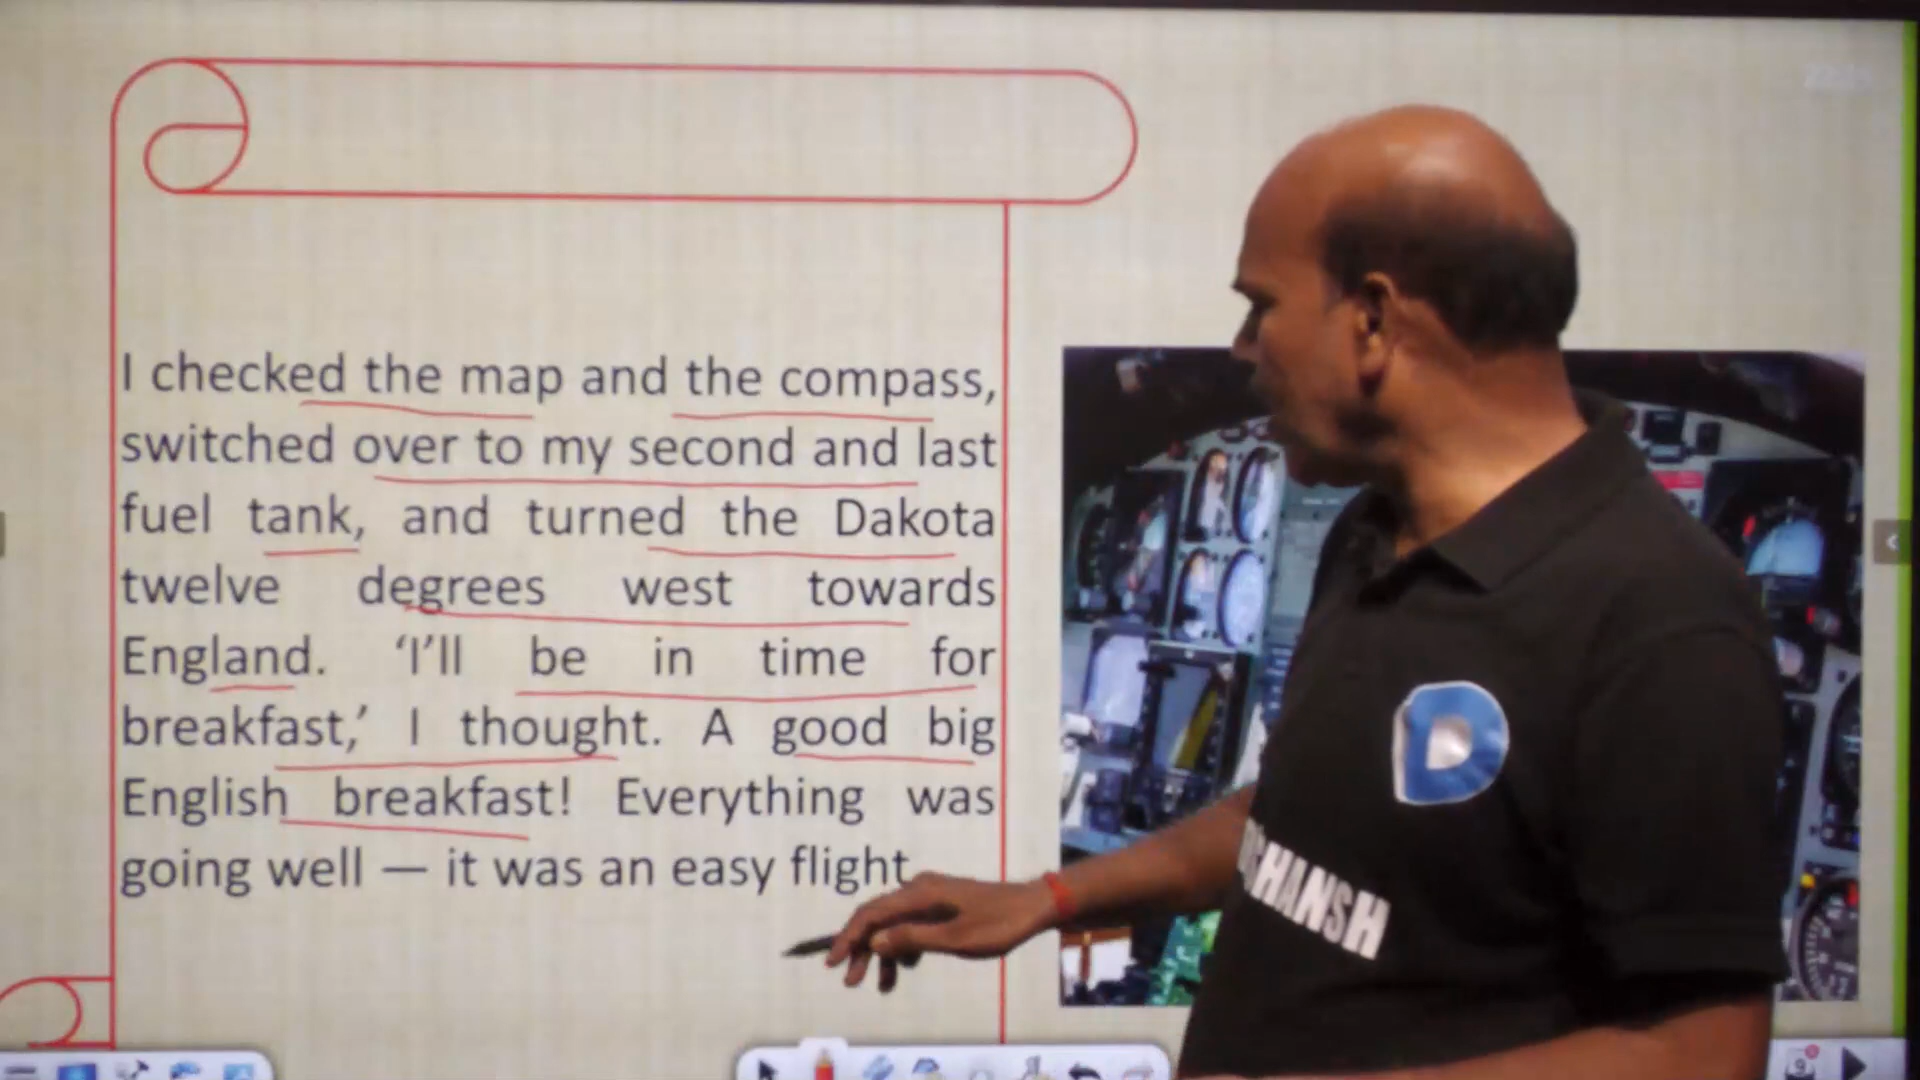 I checked the map and the compass,
switched over to my second and last
fuel tank, and turned the Dakota
twelve degrees west towards
England. ‘I’ll be in time for
breakfast,’ I thought. A good big
English breakfast! Everything was
going well — it was an easy flight
D